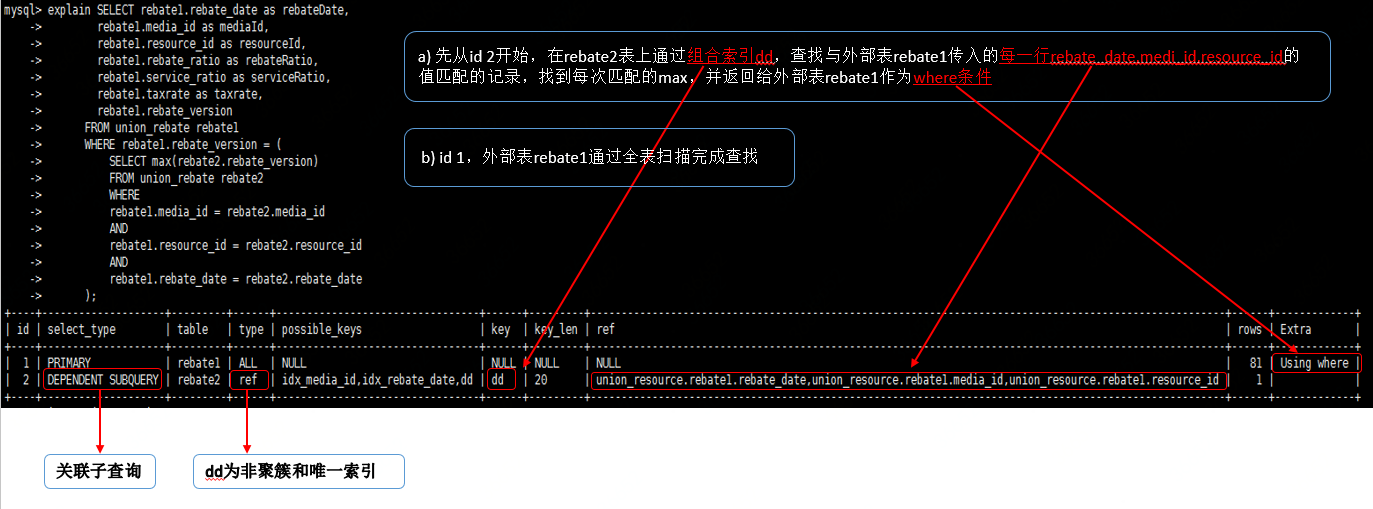 mysql> explain SELECT rebate1.rebate_date as rebateDate,
-> rebate1.media_id as mediaId,
-> rebate1.resource_id as resourceId,
-> rebate1.rebate_ratio as rebateRatio,
-> rebate1.service_ratio as serviceRatio,
-> rebate1.taxrate as taxrate,
-> rebate1.rebate_version
-> FROM union_rebate rebate1
-> WHERE rebate1.rebate_version = (
-> SELECT max(rebate2.rebate_version)
-> FROM union_rebate rebate2
-> WHERE
-> rebate1.media_id = rebate2.media_id
-> AND
-> rebate1.resource_id = rebate2.resource_id
-> AND
-> rebate1.rebate_date = rebate2.rebate_date
-> );
a) 先从id 2开始，在rebate2表上通过组合索引dd，查找与外部表rebate1传入的每一行rebate_date.medi_id.resource_id的
值匹配的记录，找到每次匹配的max，并返回给外部表rebate1作为where条件
b) id 1，外部表rebate1通过全表扫描完成查找
| id | select_type | table | type | possible_keys | key | key_len | ref | rows | Extra |
| 1 | PRIMARY | rebate1 | ALL | NULL | NULL | NULL | NULL | 81 | Using where |
| 2 | DEPENDENT SUBQUERY | rebate2 | ref | idx_media_id,idx_rebate_date,dd | dd | 20 | union_resource.rebate1.rebate_date,union_resource.rebate1.media_id,union_resource.rebate1.resource_id | 1 | |
关联子查询
dd为非聚簇和唯一索引